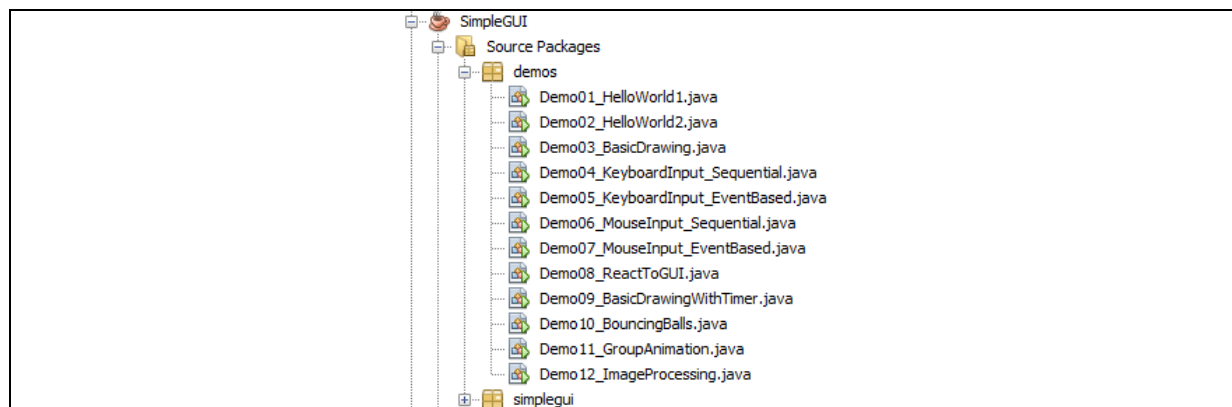 SimpleGUI
Source Packages
demos
Demo01_HelloWorld1.java
Demo02_HelloWorld2.java
Demo03_BasicDrawing.java
Demo04_KeyboardInput_Sequential.java
Demo05_KeyboardInput_EventBased.java
Demo06_MouseInput_Sequential.java
Demo07_MouseInput_EventBased.java
Demo08_ReactToGUI.java
Demo09_BasicDrawingWithTimer.java
Demo10_BouncingBalls.java
Demo11_GroupAnimation.java
Demo12_ImageProcessing.java
simplegui